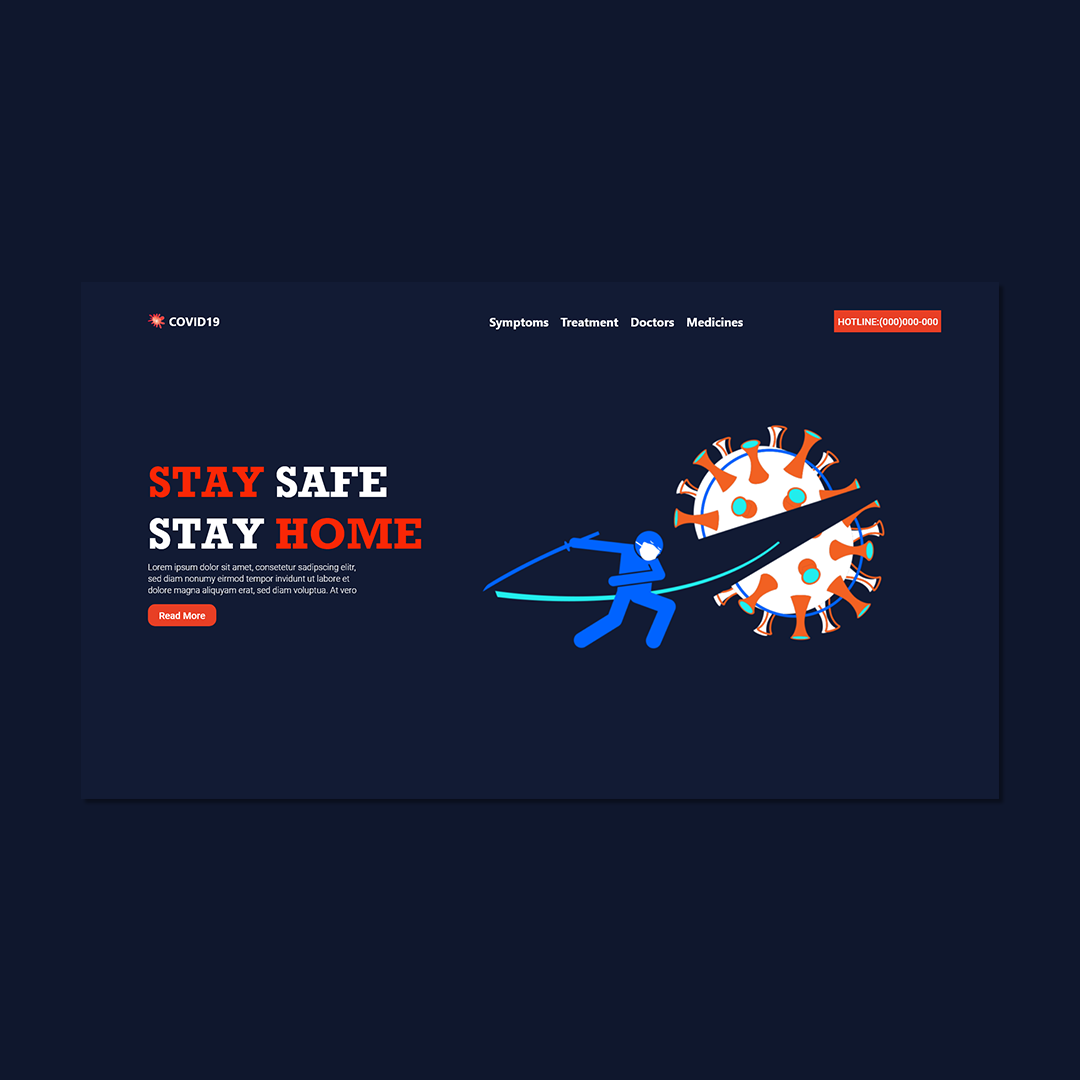 COVID19
Symptoms Treatment Doctors Medicines
HOTLINE:(000)000-000
STAY SAFE
STAY HOME
Lorem ipsum dolor sit amet, consetetur sadipscing elitr,
sed diam nonumy eirmod tempor invidunt ut labore et
dolore magna aliquyam erat, sed diam voluptua. At vero
Read More